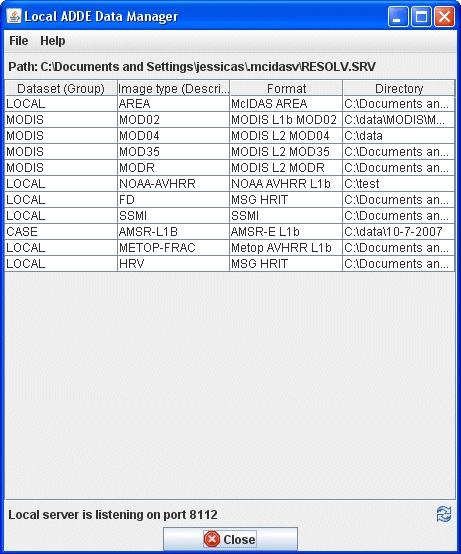 Local ADDE Data Manager
File Help
Path: C:\Documents and Settings\jessicas\.mcidasv\RESOLV.SRV
Dataset (Group) Image type (Descri... Format Directory
LOCAL AREA McIDAS AREA C:\Documents an...
MODIS MOD02 MODIS L1b MOD02 C:\data\MODIS\M...
MODIS MOD04 MODIS L2 MOD04 C:\data
MODIS MOD35 MODIS L2 MOD35 C:\Documents an...
MODIS MODR MODIS L2 MODR C:\Documents an...
LOCAL NOAA-AVHRR NOAA AVHRR L1b C:\test
LOCAL FD MSG HRIT C:\Documents an...
LOCAL SSMI SSMI C:\Documents an...
CASE AMSR-L1B AMSR-E L1b C:\data\10-7-2007
LOCAL METOP-FRAC Metop AVHRR L1b C:\Documents an...
LOCAL HRV MSG HRIT C:\Documents an...
Local server is listening on port 8112
Close